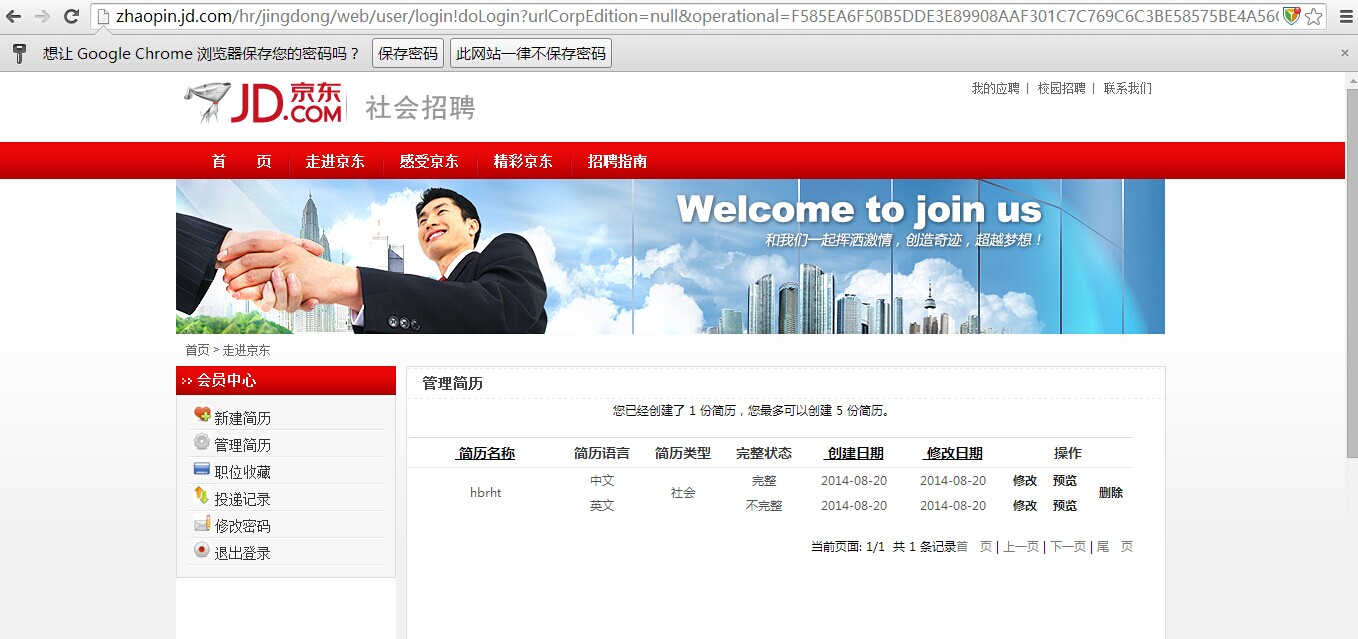 zhaopin.jd.com/hr/jingdong/web/user/login!doLogin?urlCorpEdition=null&operational=F585EA6F50B5DDE3E89908AAF301C7C769C6C3BE58575BE4A56
想让 Google Chrome 浏览器保存您的密码吗？ 保存密码 此网站一律不保存密码 ×
JD.COM 京东 社会招聘
我的应聘 | 校园招聘 | 联系我们
首 页 走进京东 感受京东 精彩京东 招聘指南
Welcome to join us
和我们一起挥洒激情，创造奇迹，超越梦想！
首页 > 走进京东
会员中心
新建简历
管理简历
职位收藏
投递记录
修改密码
退出登录
管理简历
您已经创建了 1 份简历，您最多可以创建 5 份简历。
简历名称 简历语言 简历类型 完整状态 创建日期 修改日期 操作
hbrht 中文 社会 完整 2014-08-20 2014-08-20 修改 预览 删除
英文 不完整 2014-08-20 2014-08-20 修改 预览
当前页面: 1/1 共 1 条记录首 页 | 上一页 | 下一页 | 尾 页